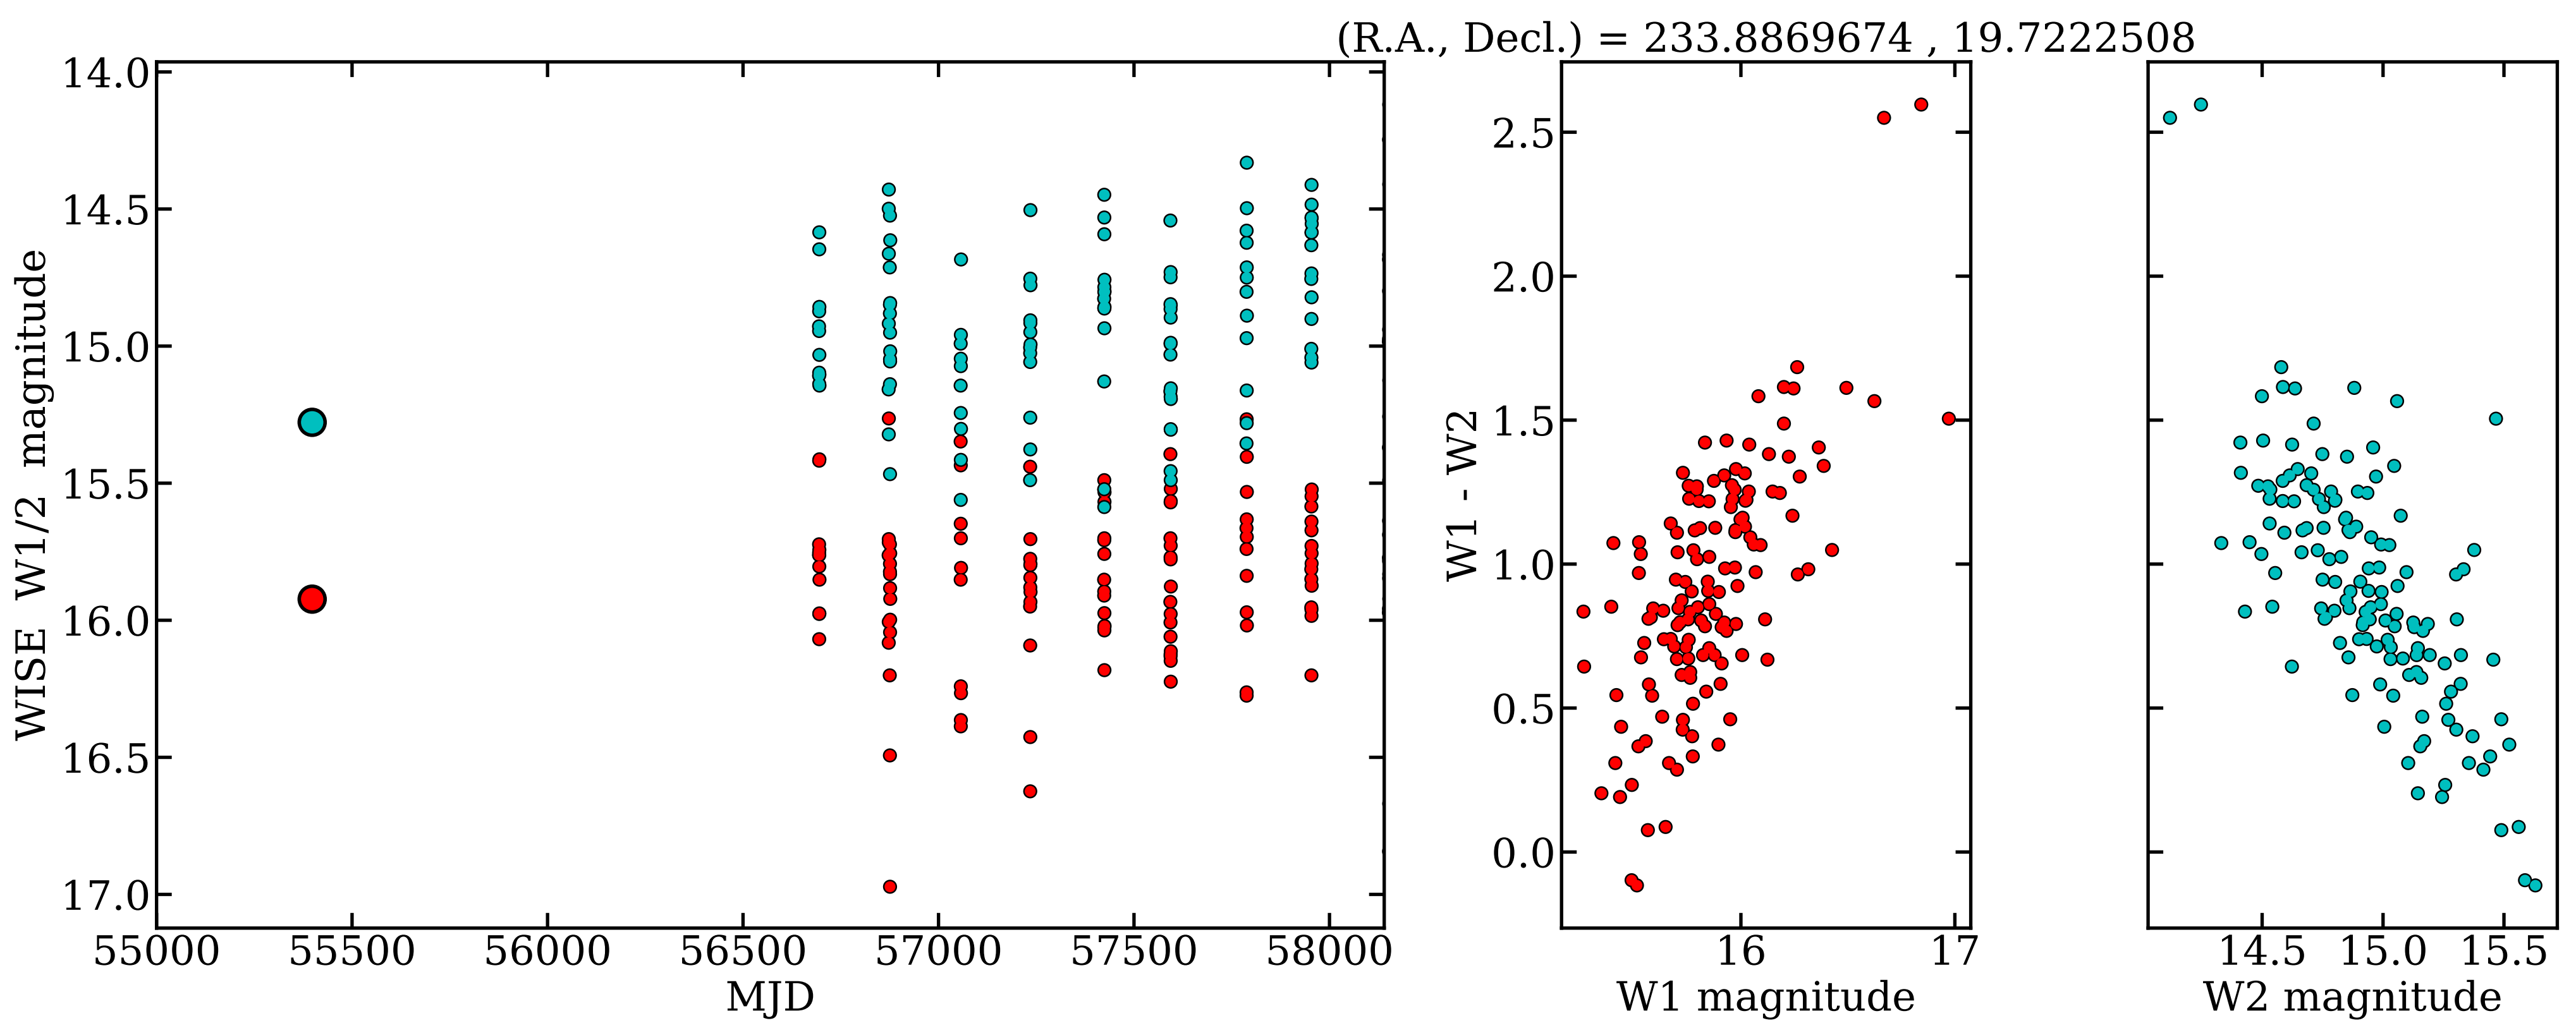 (R.A., Decl.) = 233.8869674 , 19.7222508
WISE W1/2 magnitude
14.0
14.5
15.0
15.5
16.0
16.5
17.0
55000 55500 56000 56500 57000 57500 58000
MJD
W1 - W2
2.5
2.0
1.5
1.0
0.5
0.0
16 17
W1 magnitude
14.5 15.0 15.5
W2 magnitude